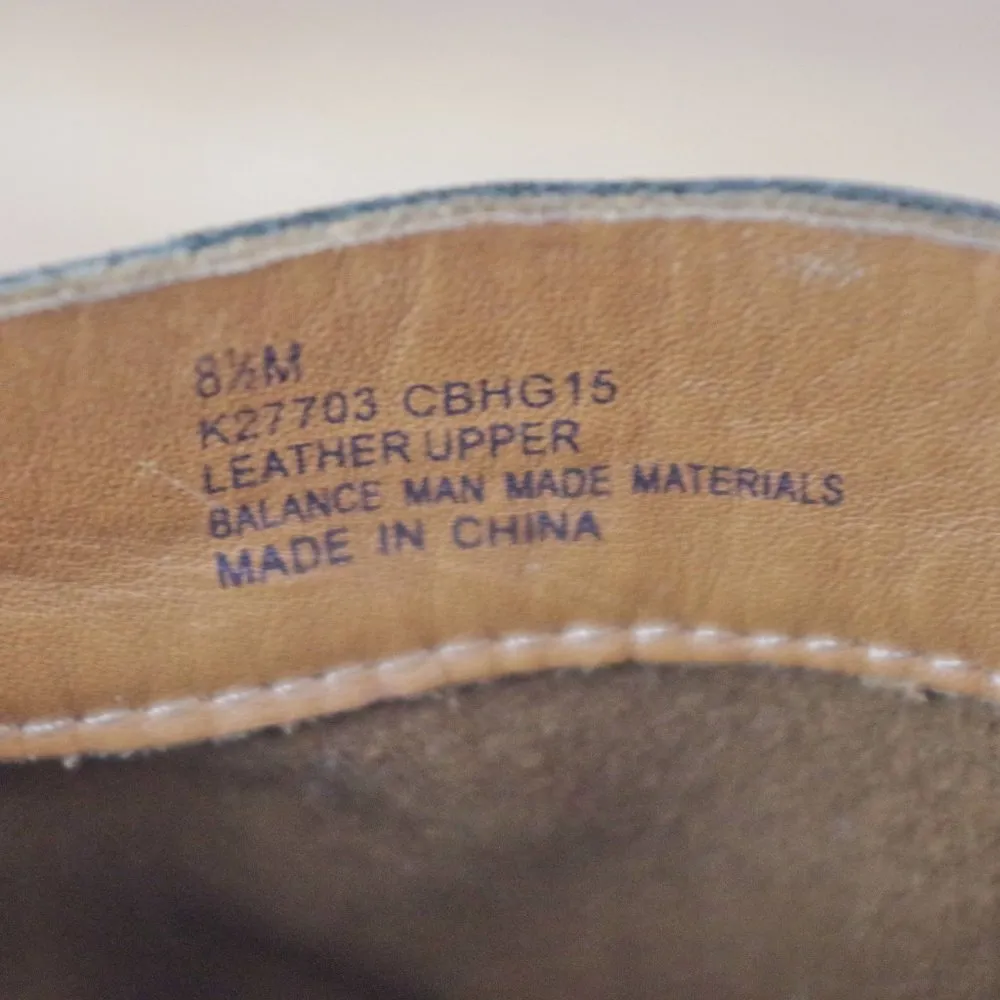 8½M
K27703 CBHG15
LEATHER UPPER
BALANCE MAN MADE MATERIALS
MADE IN CHINA